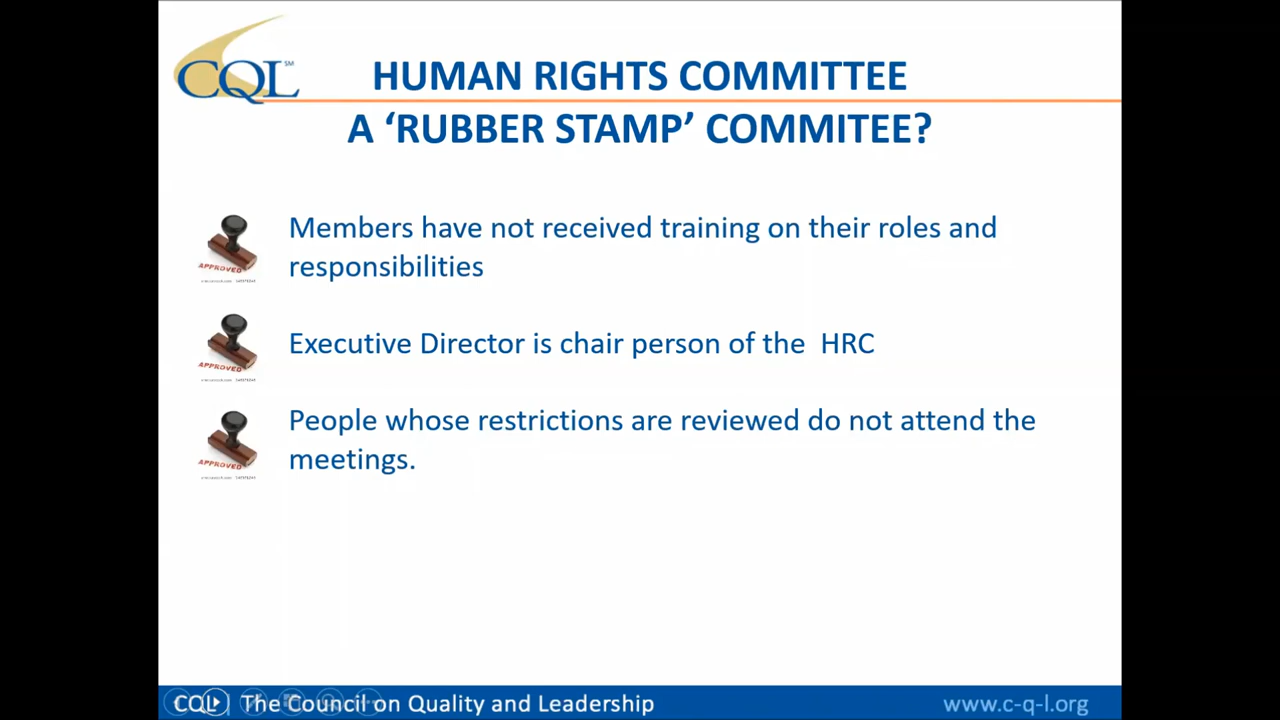 CQL SM
HUMAN RIGHTS COMMITTEE
A ‘RUBBER STAMP’ COMMITEE?
Members have not received training on their roles and
responsibilities
APPROVED
Executive Director is chair person of the HRC
APPROVED
People whose restrictions are reviewed do not attend the
meetings.
APPROVED
CQL | The Council on Quality and Leadership
www.c-q-l.org